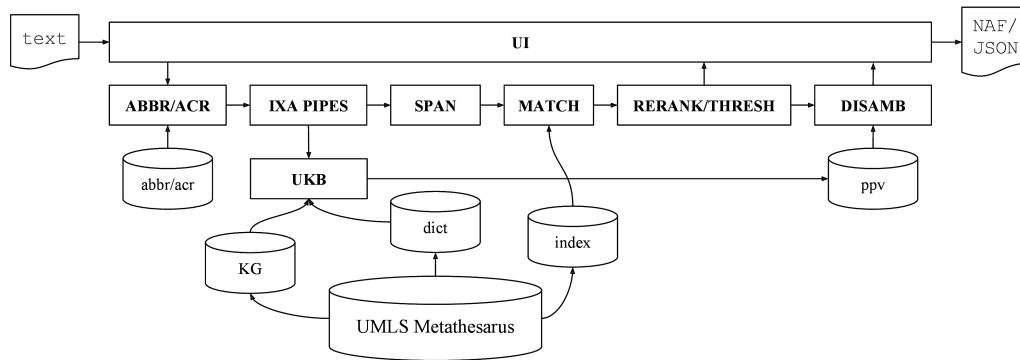 text
UI
NAF/
JSON
ABBR/ACR
IXA PIPES
SPAN
MATCH
RERANK/THRESH
DISAMB
abbr/acr
UKB
ppv
dict
index
KG
UMLS Metathesarus